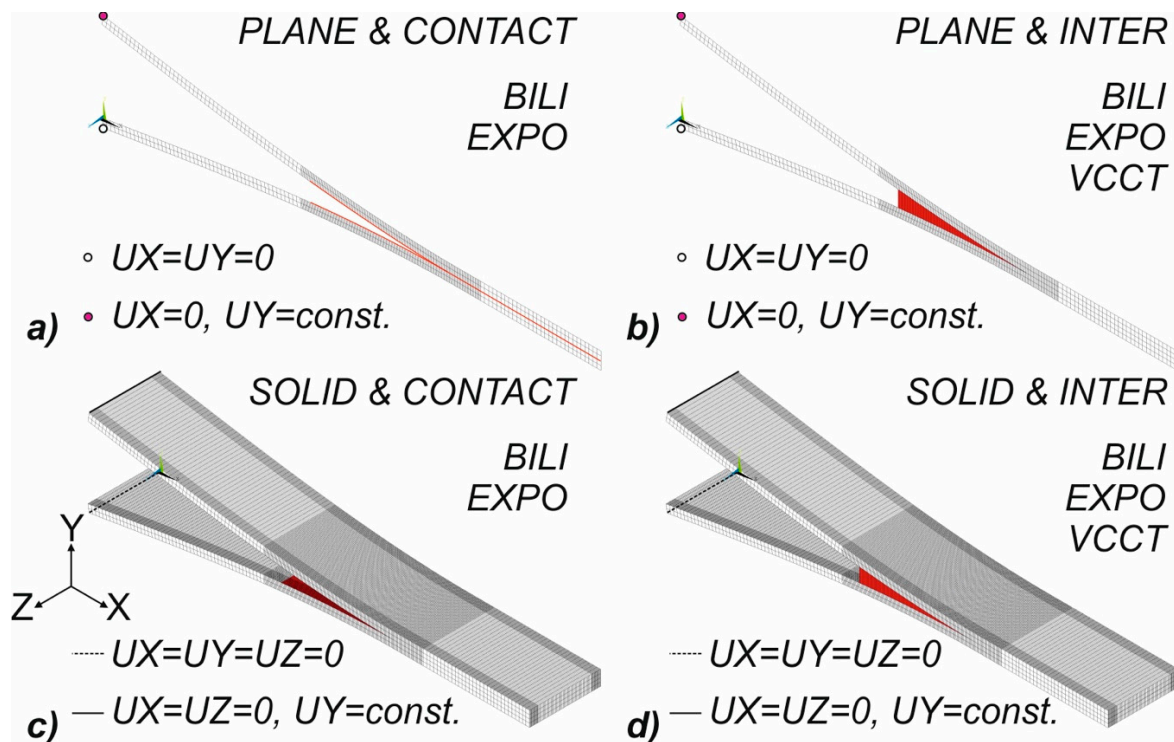 PLANE & CONTACT
BILI
EXPO
UX=UY=0
UX=0, UY=const.
a)
PLANE & INTER
BILI
EXPO
VCCT
UX=UY=0
UX=0, UY=const.
b)
SOLID & CONTACT
BILI
EXPO
Y
Z X
UX=UY=UZ=0
UX=UZ=0, UY=const.
c)
SOLID & INTER
BILI
EXPO
VCCT
UX=UY=UZ=0
UX=UZ=0, UY=const.
d)